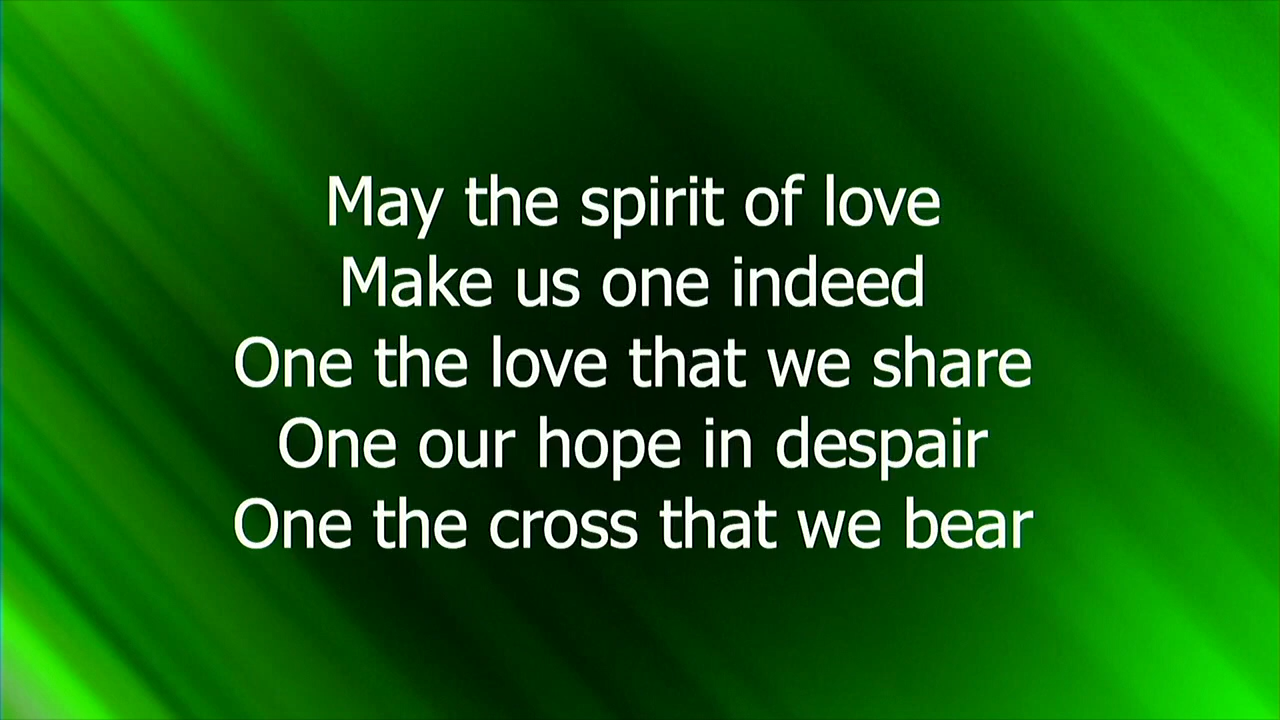 May the spirit of love
Make us one indeed
One the love that we share
One our hope in despair
One the cross that we bear